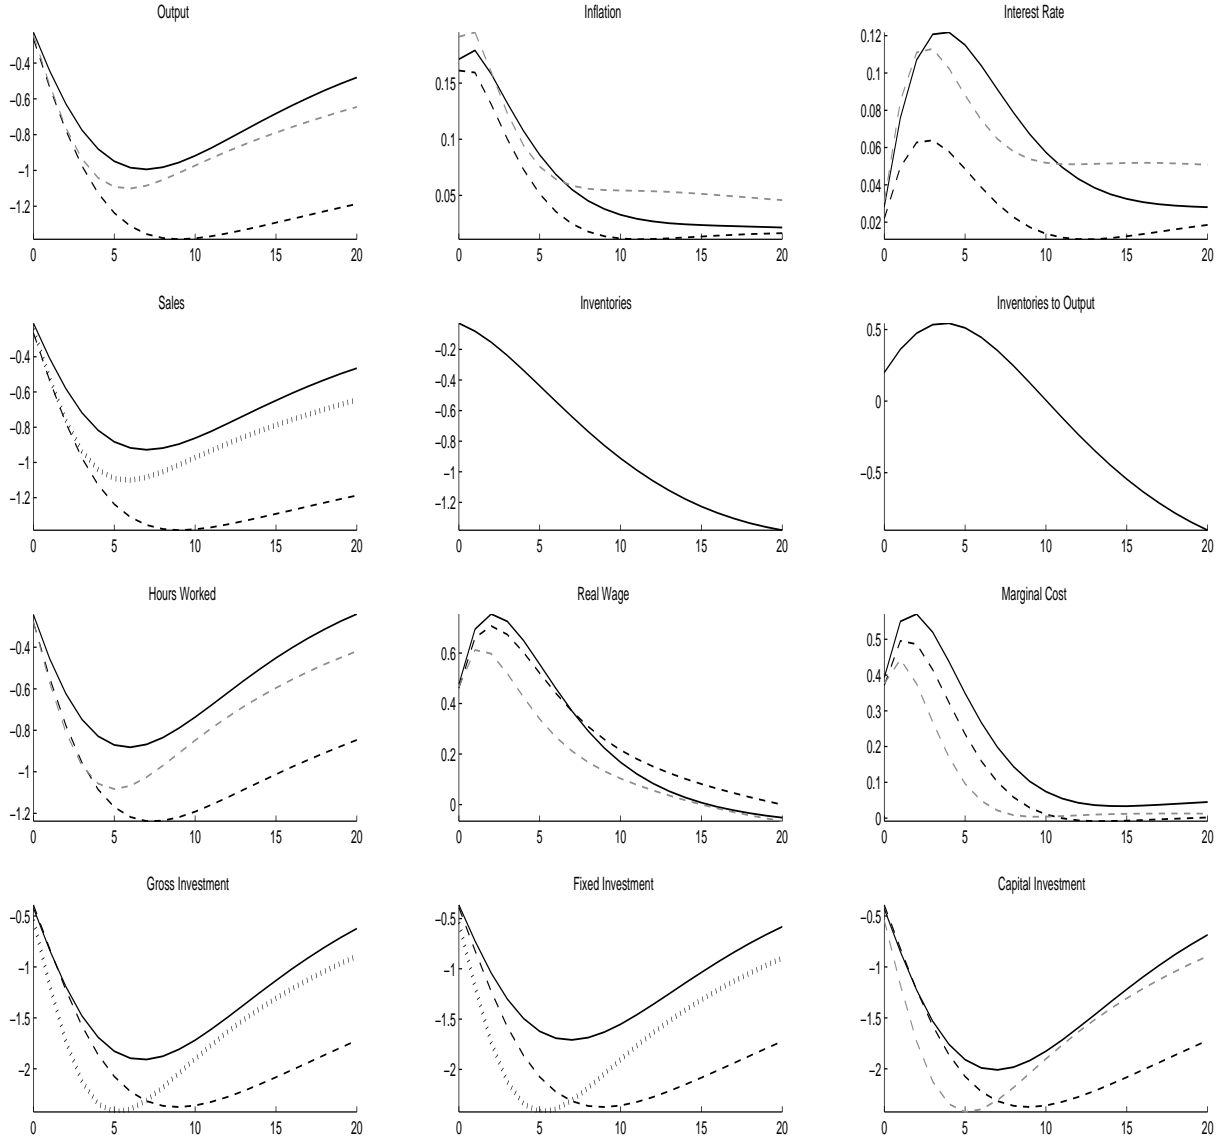 Output Inflation Interest Rate
−0.4 −0.6 −0.8 −1 −1.2
0.15 0.1 0.05
0.12 0.1 0.08 0.06 0.04 0.02
0 5 10 15 20 0 5 10 15 20 0 5 10 15 20
Sales Inventories Inventories to Output
−0.4 −0.6 −0.8 −1 −1.2
−0.2 −0.4 −0.6 −0.8 −1 −1.2
0.5 0 −0.5
0 5 10 15 20 0 5 10 15 20 0 5 10 15 20
Hours Worked Real Wage Marginal Cost
−0.4 −0.6 −0.8 −1 −1.2
0.6 0.4 0.2 0
0.5 0.4 0.3 0.2 0.1 0
0 5 10 15 20 0 5 10 15 20 0 5 10 15 20
Gross Investment Fixed Investment Capital Investment
−0.5 −1 −1.5 −2
−0.5 −1 −1.5 −2
−0.5 −1 −1.5 −2
0 5 10 15 20 0 5 10 15 20 0 5 10 15 20